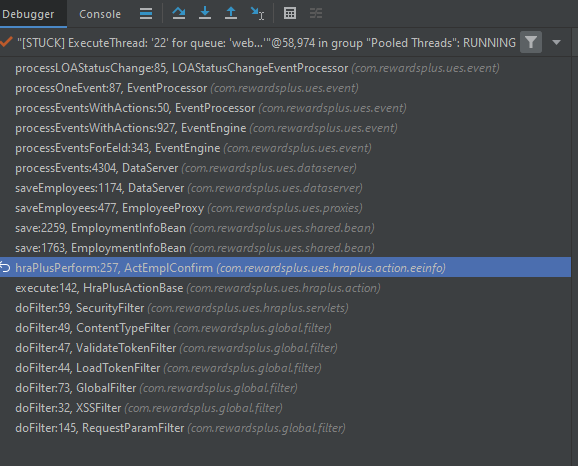 Debugger Console
"[STUCK] ExecuteThread: '22' for queue: 'web...'"@58,974 in group "Pooled Threads": RUNNING
processLOAStatusChange:85, LOAStatusChangeEventProcessor (com.rewardsplus.ues.event)
processOneEvent:87, EventProcessor (com.rewardsplus.ues.event)
processEventsWithActions:50, EventProcessor (com.rewardsplus.ues.event)
processEventsWithActions:927, EventEngine (com.rewardsplus.ues.event)
processEventsForEeId:343, EventEngine (com.rewardsplus.ues.event)
processEvents:4304, DataServer (com.rewardsplus.ues.dataserver)
saveEmployees:1174, DataServer (com.rewardsplus.ues.dataserver)
saveEmployees:477, EmployeeProxy (com.rewardsplus.ues.proxies)
save:2259, EmploymentInfoBean (com.rewardsplus.ues.shared.bean)
save:1763, EmploymentInfoBean (com.rewardsplus.ues.shared.bean)
hraPlusPerform:257, ActEmplConfirm (com.rewardsplus.ues.hraplus.action.eeinfo)
execute:142, HraPlusActionBase (com.rewardsplus.ues.hraplus.action)
doFilter:59, SecurityFilter (com.rewardsplus.ues.hraplus.servlets)
doFilter:49, ContentTypeFilter (com.rewardsplus.global.filter)
doFilter:47, ValidateTokenFilter (com.rewardsplus.global.filter)
doFilter:44, LoadTokenFilter (com.rewardsplus.global.filter)
doFilter:73, GlobalFilter (com.rewardsplus.global.filter)
doFilter:32, XSSFilter (com.rewardsplus.global.filter)
doFilter:145, RequestParamFilter (com.rewardsplus.global.filter)